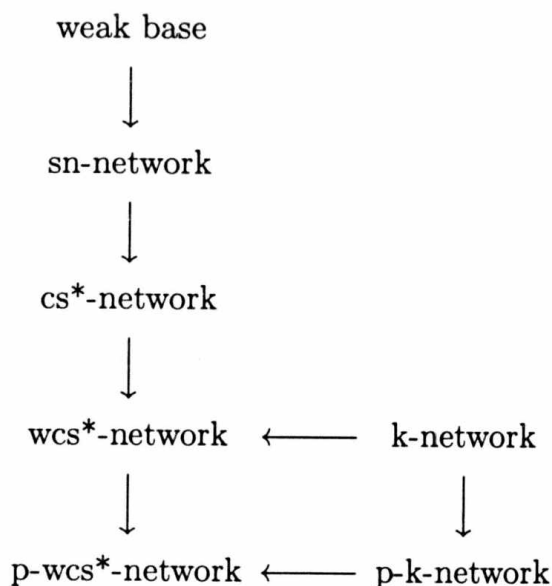 weak base
sn-network
cs*-network
wcs*-network ← k-network
p-wcs*-network ← p-k-network